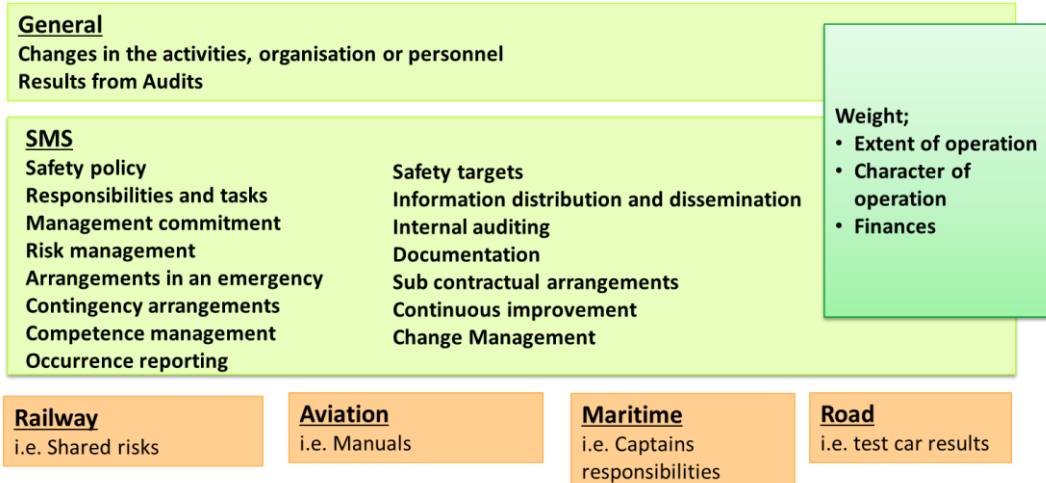 General
Changes in the activities, organisation or personnel
Results from Audits
SMS
Safety policy
Responsibilities and tasks
Management commitment
Risk management
Arrangements in an emergency
Contingency arrangements
Competence management
Occurrence reporting
Safety targets
Information distribution and dissemination
Internal auditing
Documentation
Sub contractual arrangements
Continuous improvement
Change Management
Weight;
• Extent of operation
• Character of
operation
• Finances
Railway
i.e. Shared risks
Aviation
i.e. Manuals
Maritime
i.e. Captains
responsibilities
Road
i.e. test car results